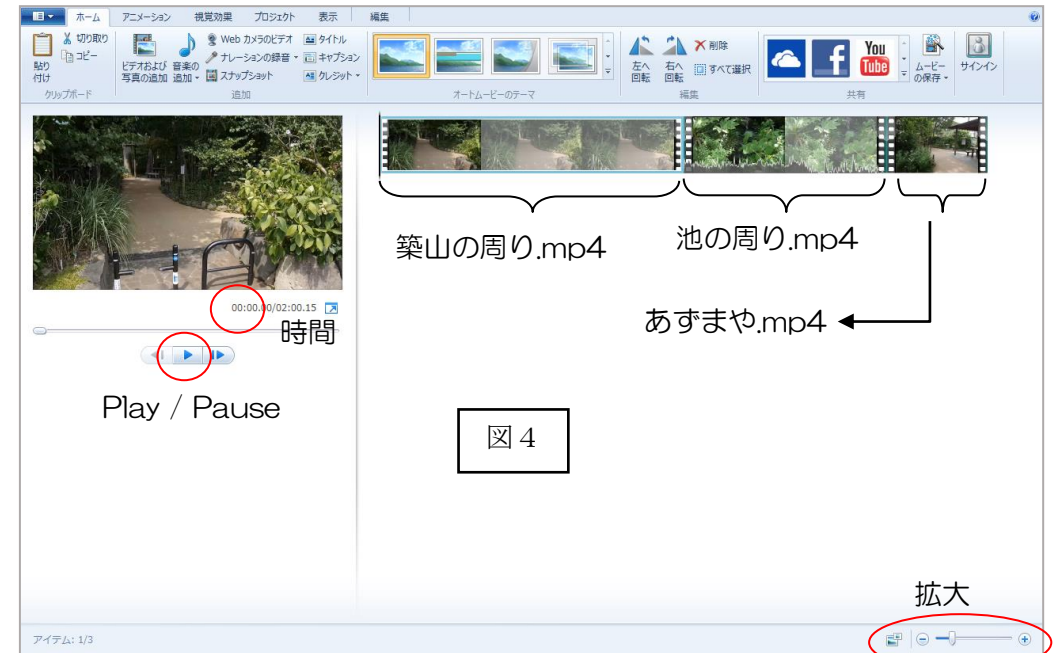 ホーム アニメーション 視覚効果 プロジェクト 表示 編集
切り取り
コピー
貼り付け
クリップボード
ビデオおよび写真の追加
音楽の追加
Web カメラのビデオ
ナレーションの録音
スナップショット
タイトル
キャプション
クレジット
追加
オートムービーのテーマ
左へ回転
右へ回転
削除
すべて選択
編集
You
Tube
共有
ムービーの保存
サインイン
築山の周り.mp4
池の周り.mp4
あずまや.mp4
00:00.00/02:00.15
時間
Play / Pause
図4
拡大
アイテム: 1/3